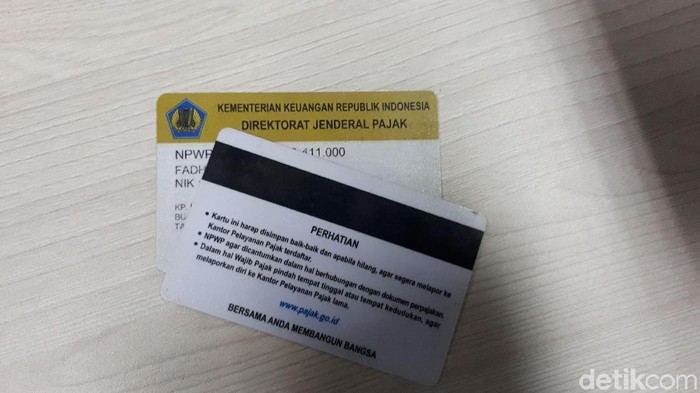 KEMENTERIAN KEUANGAN REPUBLIK INDONESIA
DIREKTORAT JENDERAL PAJAK
NPWP 411.000
FADH
NIK
KP.
BU
TA
PERHATIAN
• Kartu ini harap disimpan baik-baik dan apabila hilang, agar segera melapor ke
Kantor Pelayanan Pajak terdaftar.
• NPWP agar dicantumkan dalam hal berhubungan dengan dokumen perpajakan.
• Dalam hal Wajib Pajak pindah tempat tinggal atau tempat kedudukan, agar
melaporkan diri ke Kantor Pelayanan Pajak lama.
www.pajak.go.id
BERSAMA ANDA MEMBANGUN BANGSA
detikcom